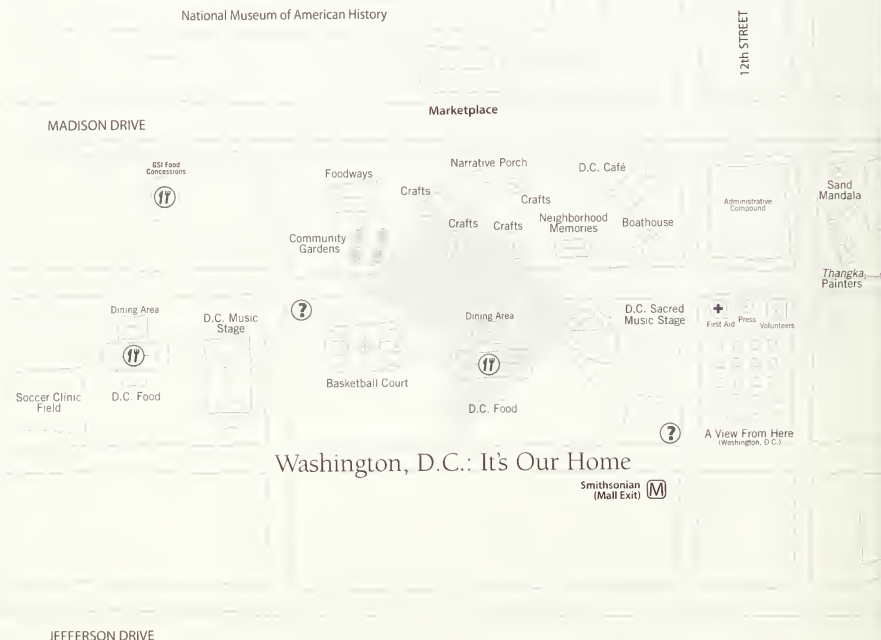 National Museum of American History
12th STREET
Marketplace
MADISON DRIVE
GSI Food
Concessions
Foodways
Narrative Porch
D.C. Café
Crafts
Crafts
Administrative
Compound
Sand
Mandala
Crafts
Crafts
Neighborhood
Memories
Boathouse
Community
Gardens
Thangka
Painters
Dining Area
D.C. Music
Stage
?
Dining Area
D.C. Sacred
Music Stage
First Aid
Press
Volunteers
Basketball Court
Soccer Clinic
Field
D.C. Food
D.C. Food
?
A View From Here
(Washington, D.C.)
Washington, D.C.: It's Our Home
Smithsonian
(Mall Exit)
M
JEFFERSON DRIVE